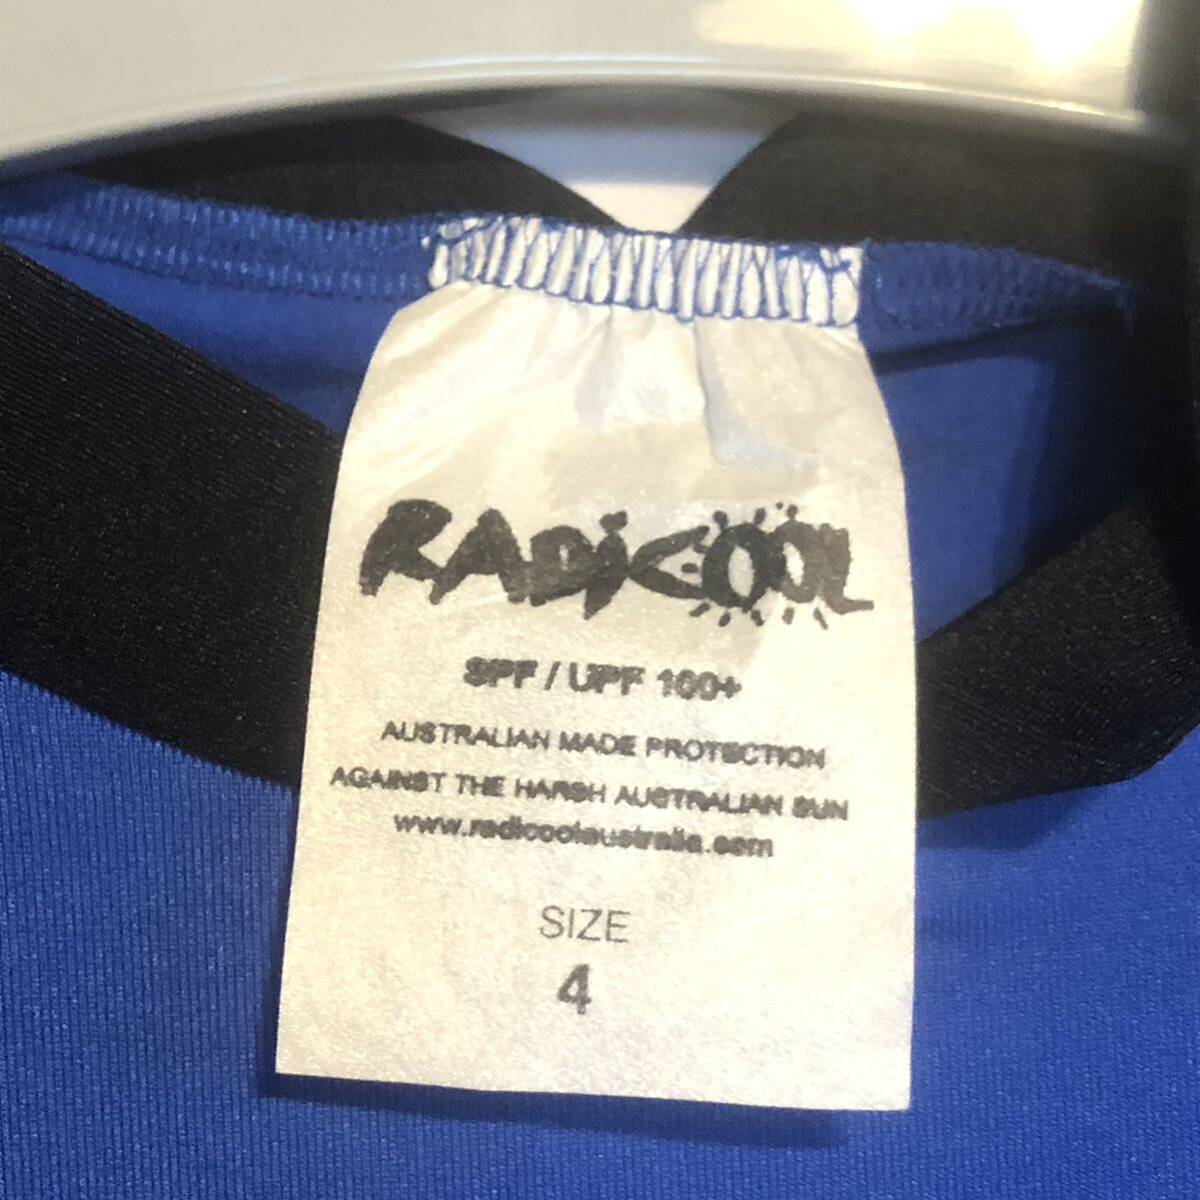 RADiCOOL
SPF / UPF 100+
AUSTRALIAN MADE PROTECTION
AGAINST THE HARSH AUSTRALIAN SUN
www.radicoolaustralia.com
SIZE
4